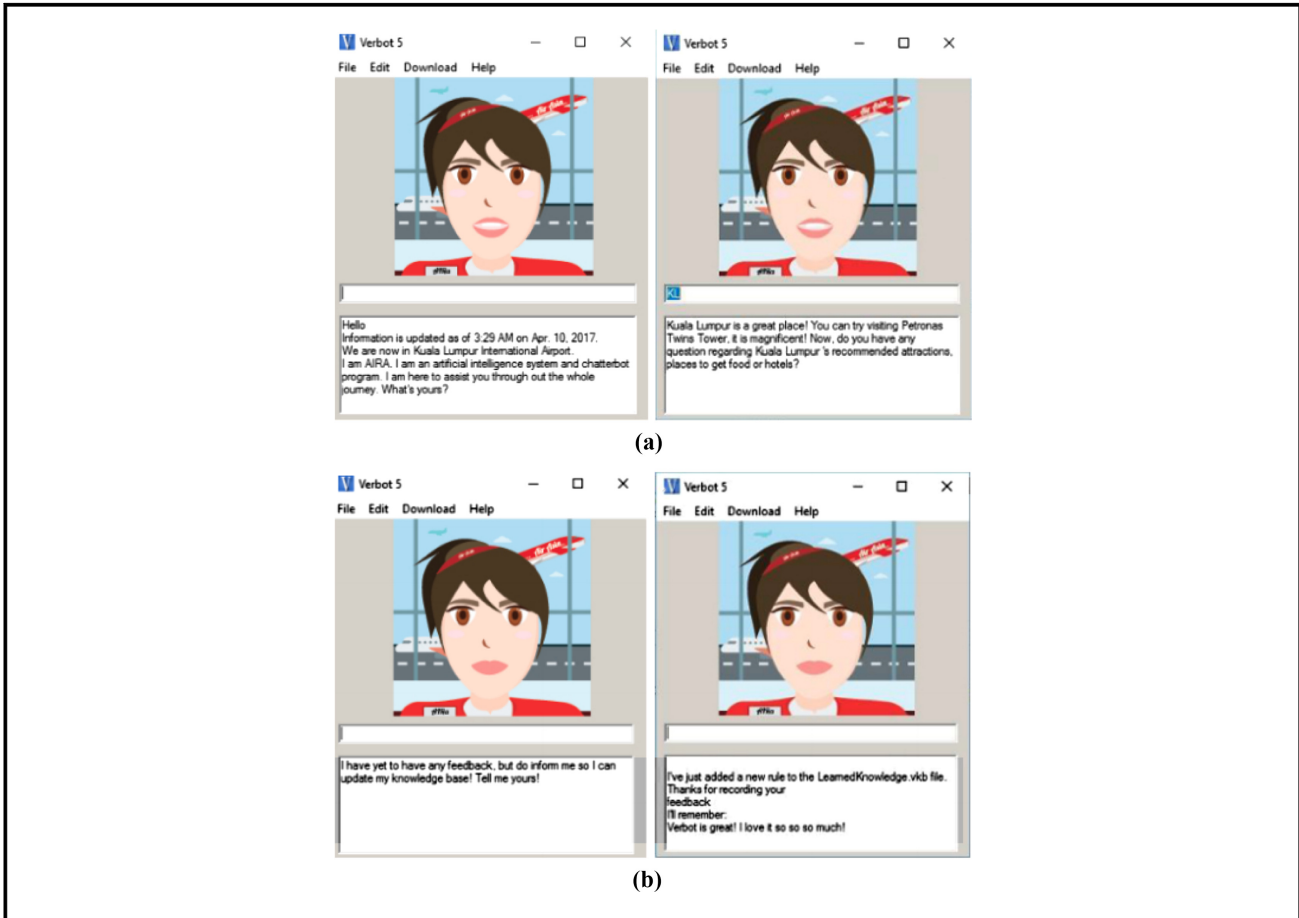 Verbot 5
File Edit Download Help
KL
Hello
Information is updated as of 3:29 AM on Apr. 10, 2017.
We are now in Kuala Lumpur International Airport.
I am AIRA. I am an artificial intelligence system and chatterbot
program. I am here to assist you through out the whole
journey. What's yours?
Verbot 5
File Edit Download Help
Kuala Lumpur is a great place! You can try visiting Petronas
Twins Tower, it is magnificent! Now, do you have any
question regarding Kuala Lumpur 's recommended attractions,
places to get food or hotels?
(a)
Verbot 5
File Edit Download Help
I have yet to have any feedback, but do inform me so I can
update my knowledge base! Tell me yours!
Verbot 5
File Edit Download Help
I've just added a new rule to the LearnedKnowledge.vkb file.
Thanks for recording your
feedback
I'll remember:
Verbot is great! I love it so so so much!
(b)